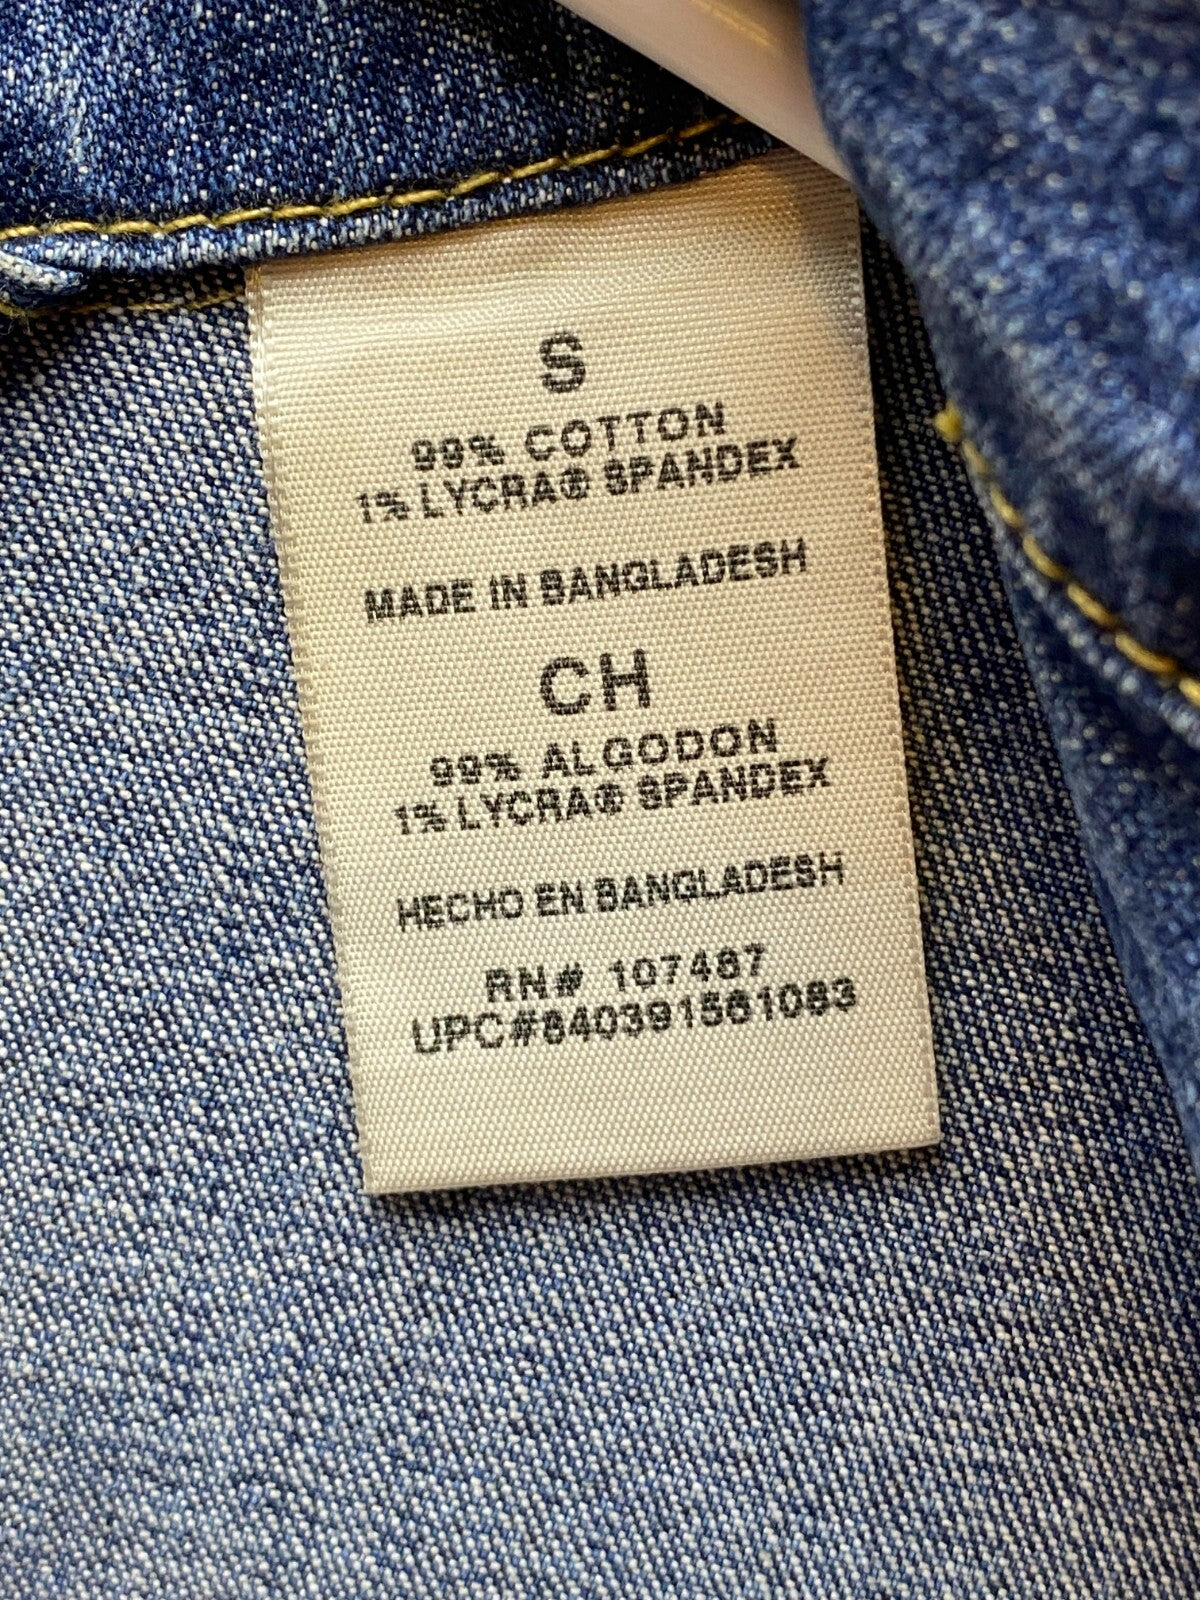 S
99% COTTON
1% LYCRA® SPANDEX
MADE IN BANGLADESH
CH
99% ALGODON
1% LYCRA® SPANDEX
HECHO EN BANGLADESH
RN# 107487
UPC#840391561083